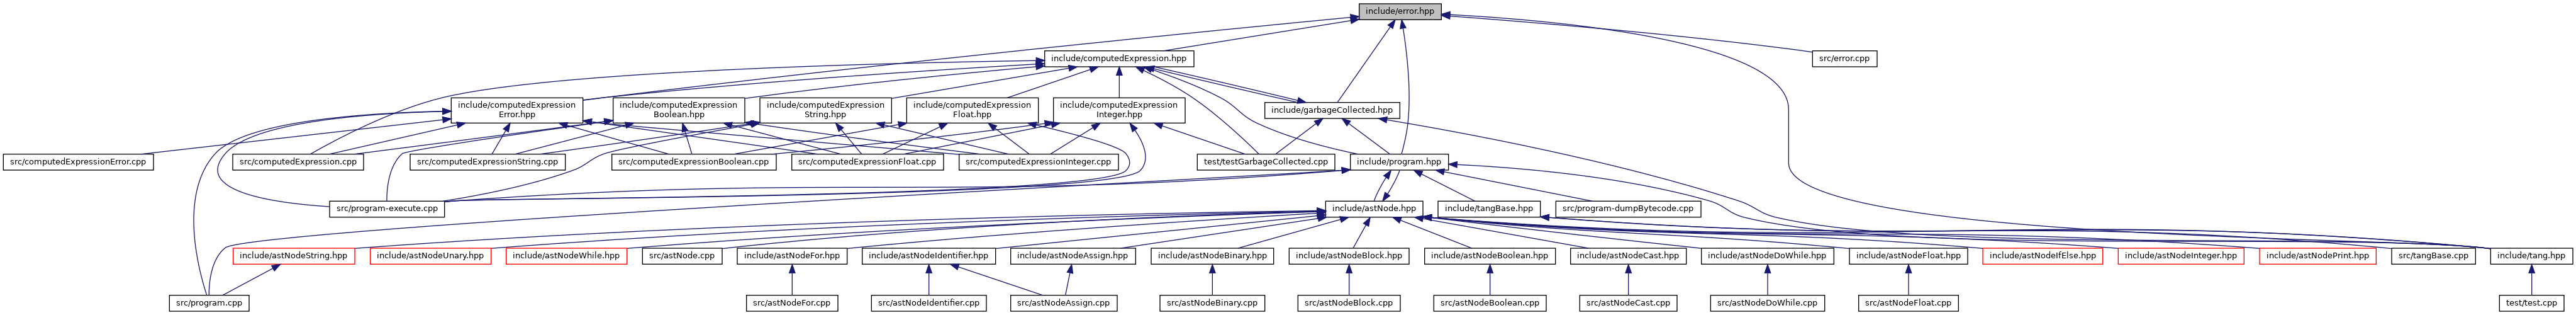 include/error.hpp
include/computedExpression.hpp
src/error.cpp
include/computedExpression
Error.hpp
include/computedExpression
Boolean.hpp
include/computedExpression
String.hpp
include/computedExpression
Float.hpp
include/computedExpression
Integer.hpp
include/garbageCollected.hpp
src/computedExpressionError.cpp
src/computedExpression.cpp
src/computedExpressionString.cpp
src/computedExpressionBoolean.cpp
src/computedExpressionFloat.cpp
src/computedExpressionInteger.cpp
test/testGarbageCollected.cpp
include/program.hpp
src/program-execute.cpp
include/astNode.hpp
include/tangBase.hpp
src/program-dumpBytecode.cpp
include/astNodeString.hpp
include/astNodeUnary.hpp
include/astNodeWhile.hpp
src/astNode.cpp
include/astNodeFor.hpp
include/astNodeIdentifier.hpp
include/astNodeAssign.hpp
include/astNodeBinary.hpp
include/astNodeBlock.hpp
include/astNodeBoolean.hpp
include/astNodeCast.hpp
include/astNodeDoWhile.hpp
include/astNodeFloat.hpp
include/astNodeIfElse.hpp
include/astNodeInteger.hpp
include/astNodePrint.hpp
src/tangBase.cpp
include/tang.hpp
src/program.cpp
src/astNodeFor.cpp
src/astNodeIdentifier.cpp
src/astNodeAssign.cpp
src/astNodeBinary.cpp
src/astNodeBlock.cpp
src/astNodeBoolean.cpp
src/astNodeCast.cpp
src/astNodeDoWhile.cpp
src/astNodeFloat.cpp
test/test.cpp